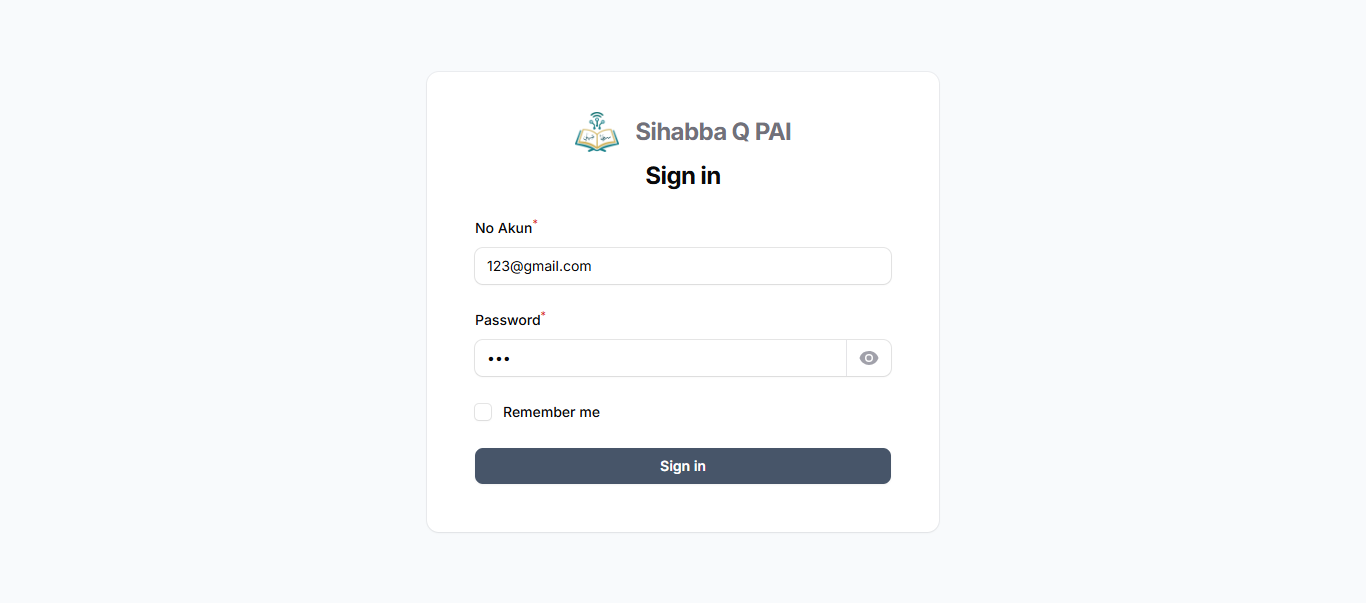 Sihabba Q PAI
Sign in
No Akun*
123@gmail.com
Password*
•••
Remember me
Sign in